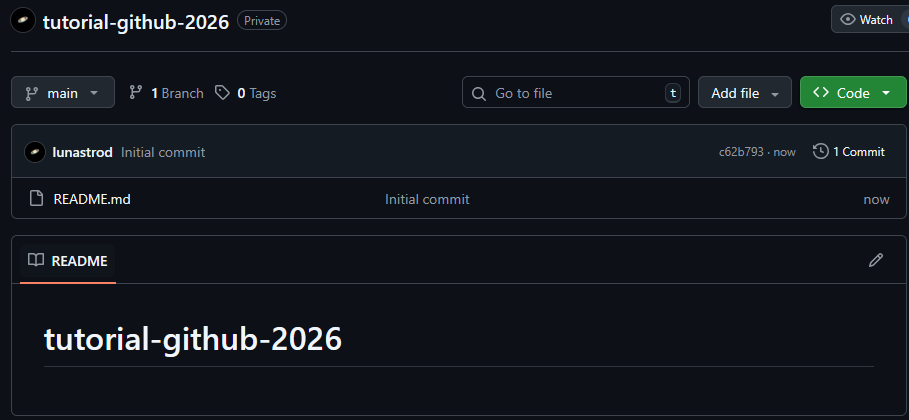 tutorial-github-2026 Private Watch
main 1 Branch 0 Tags Go to file t Add file Code
lunastrod Initial commit c62b793 · now 1 Commit
README.md Initial commit now
README
tutorial-github-2026